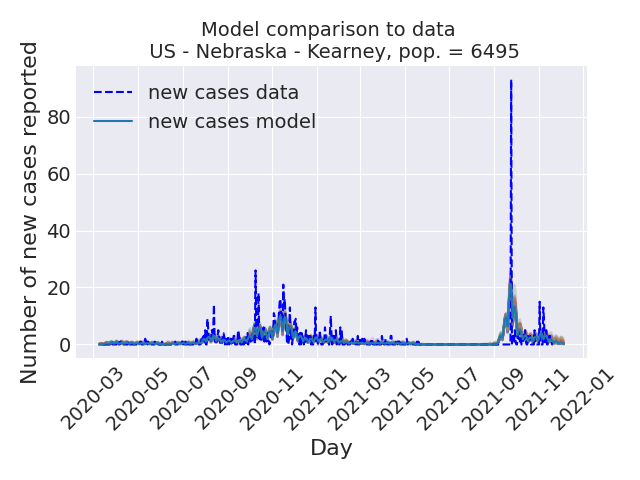 Model comparison to data
US - Nebraska - Kearney, pop. = 6495
Number of new cases reported
80
60
40
20
0
new cases data
new cases model
2020-03
2020-05
2020-07
2020-09
2020-11
2021-01
2021-03
2021-05
2021-07
2021-09
2021-11
2022-01
Day